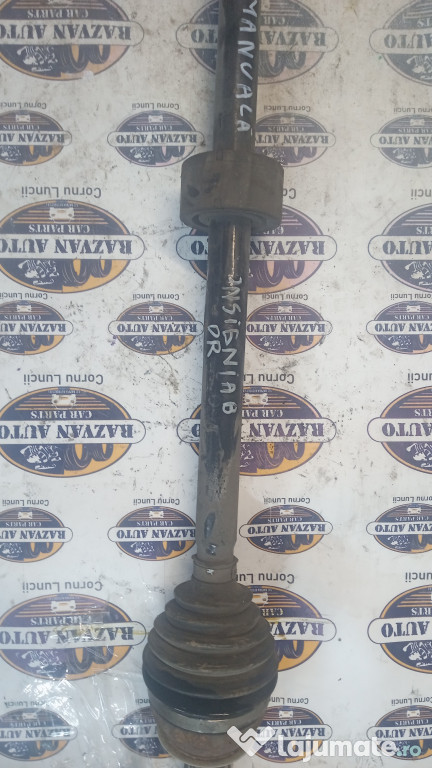 MANUALA
INSIGNIA B
DR
RAZVAN AUTO
CAR PARTS
Cornu Luncii
lajumate.ro